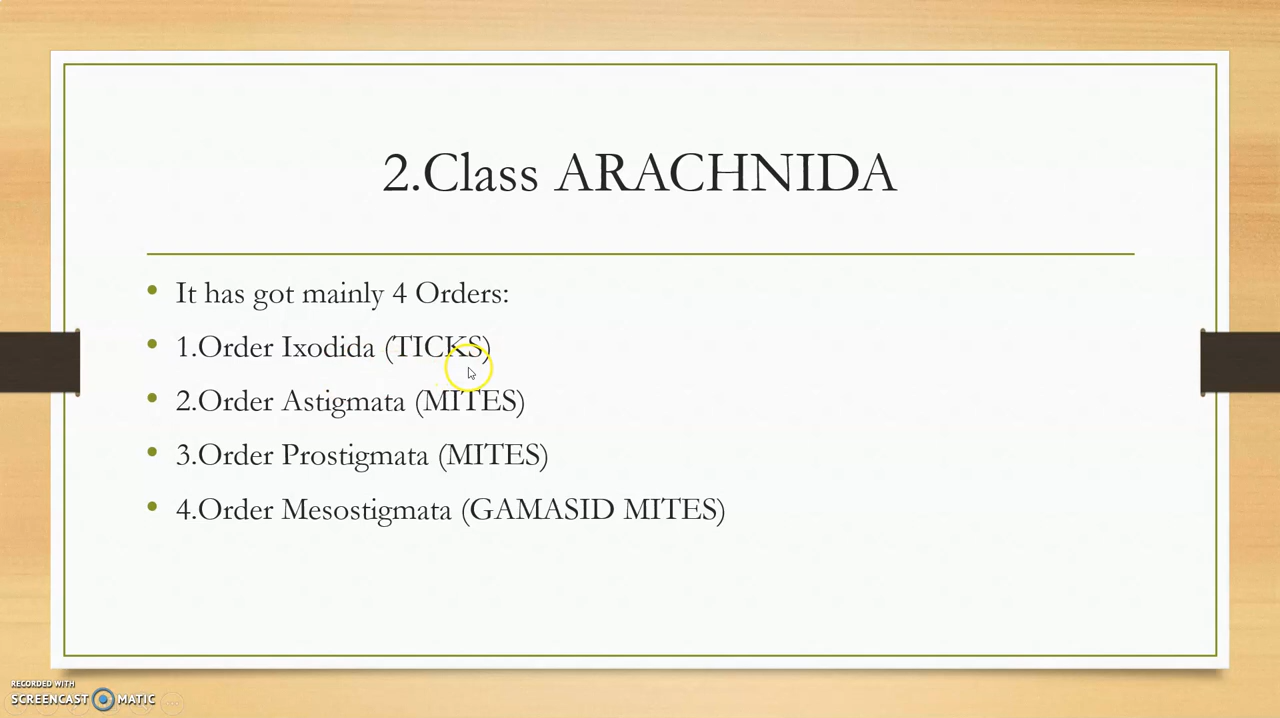 2.Class ARACHNIDA
It has got mainly 4 Orders:
1.Order Ixodida (TICKS)
2.Order Astigmata (MITES)
3.Order Prostigmata (MITES)
4.Order Mesostigmata (GAMASID MITES)
RECORDED WITH
SCREENCAST MATIC